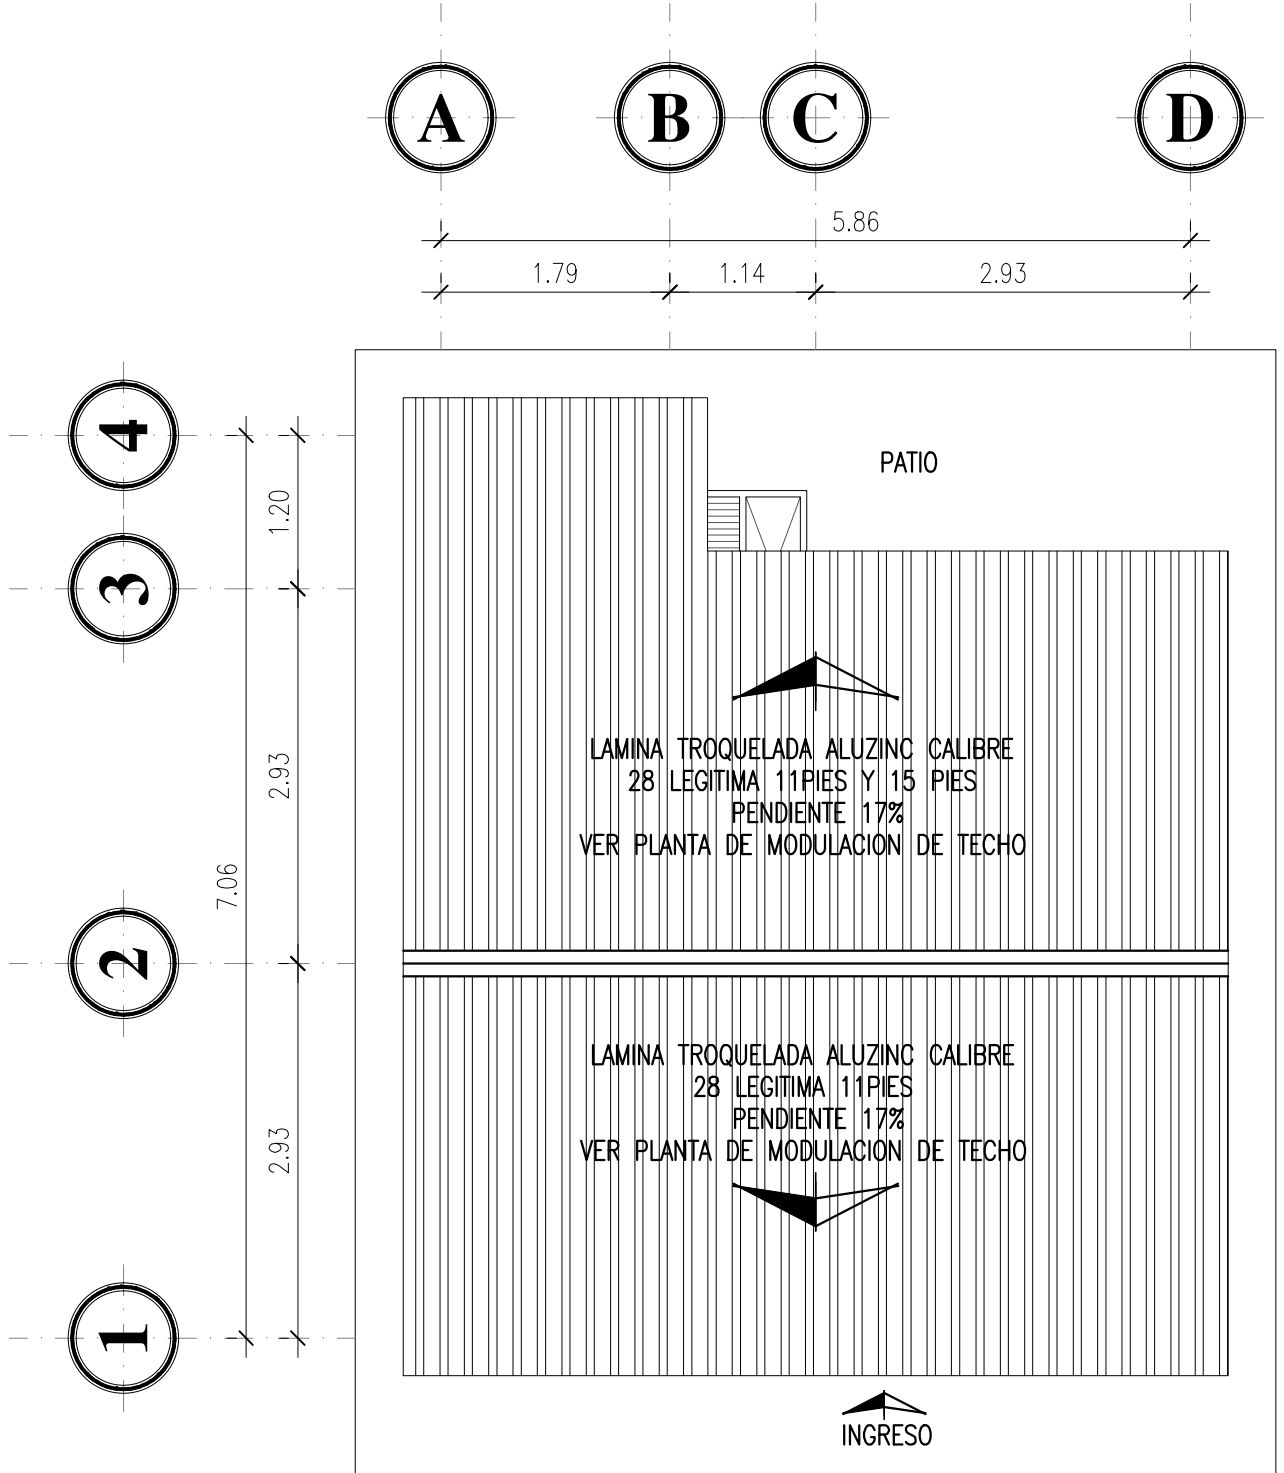 A B C D
5.86
1.79 1.14 2.93
4
PATIO
1.20
3
LAMINA TROQUELADA ALUZINC CALIBRE
28 LEGITIMA 11PIES Y 15 PIES
PENDIENTE 17%
VER PLANTA DE MODULACION DE TECHO
2.93
7.06
2
LAMINA TROQUELADA ALUZINC CALIBRE
28 LEGITIMA 11PIES
PENDIENTE 17%
VER PLANTA DE MODULACION DE TECHO
2.93
1
INGRESO